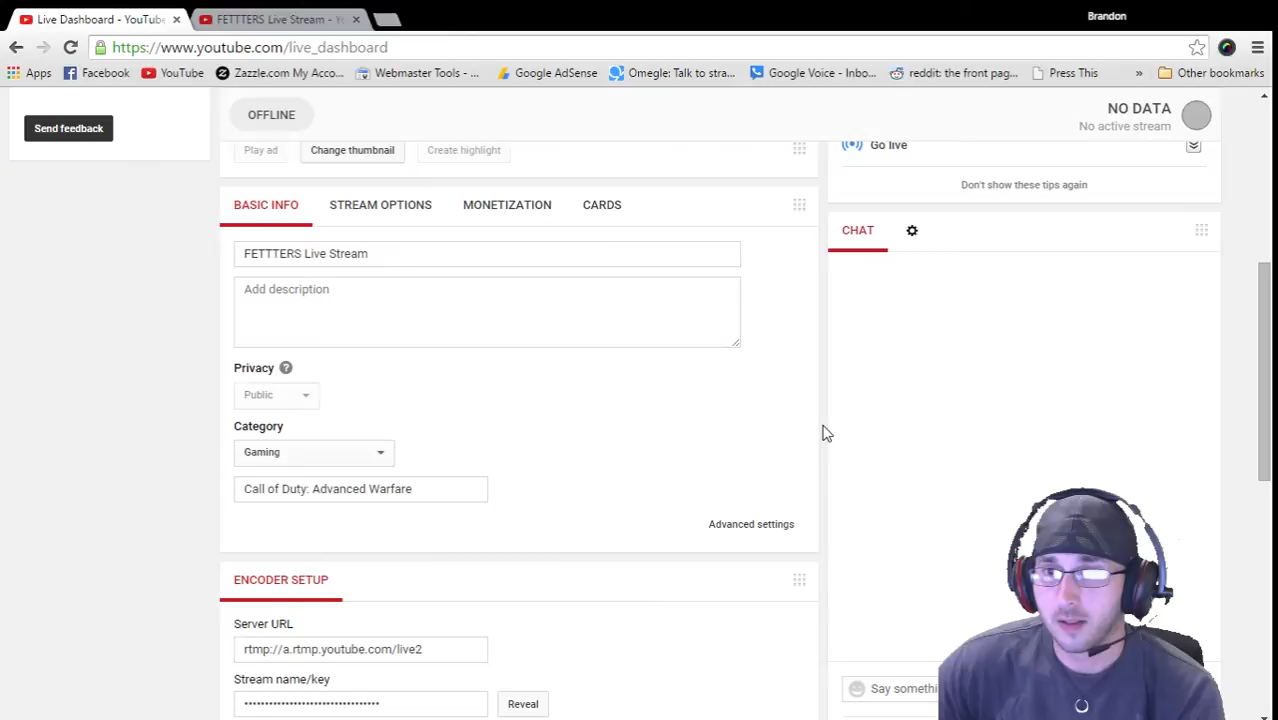 Live Dashboard - YouTube
FETTTERS Live Stream - Y
Brandon
https://www.youtube.com/live_dashboard
Apps Facebook YouTube Zazzle.com My Acco... Webmaster Tools - ... Google AdSense Omegle: Talk to stra... Google Voice - Inbo... reddit: the front pag... Press This » Other bookmarks
Send feedback
OFFLINE
NO DATA
No active stream
Play ad Change thumbnail Create highlight
Go live
Don't show these tips again
BASIC INFO STREAM OPTIONS MONETIZATION CARDS
CHAT
FETTTERS Live Stream
Add description
Privacy ?
Public
Category
Gaming
Call of Duty: Advanced Warfare
Advanced settings
ENCODER SETUP
Server URL
rtmp://a.rtmp.youtube.com/live2
Stream name/key
Reveal
Say somethi